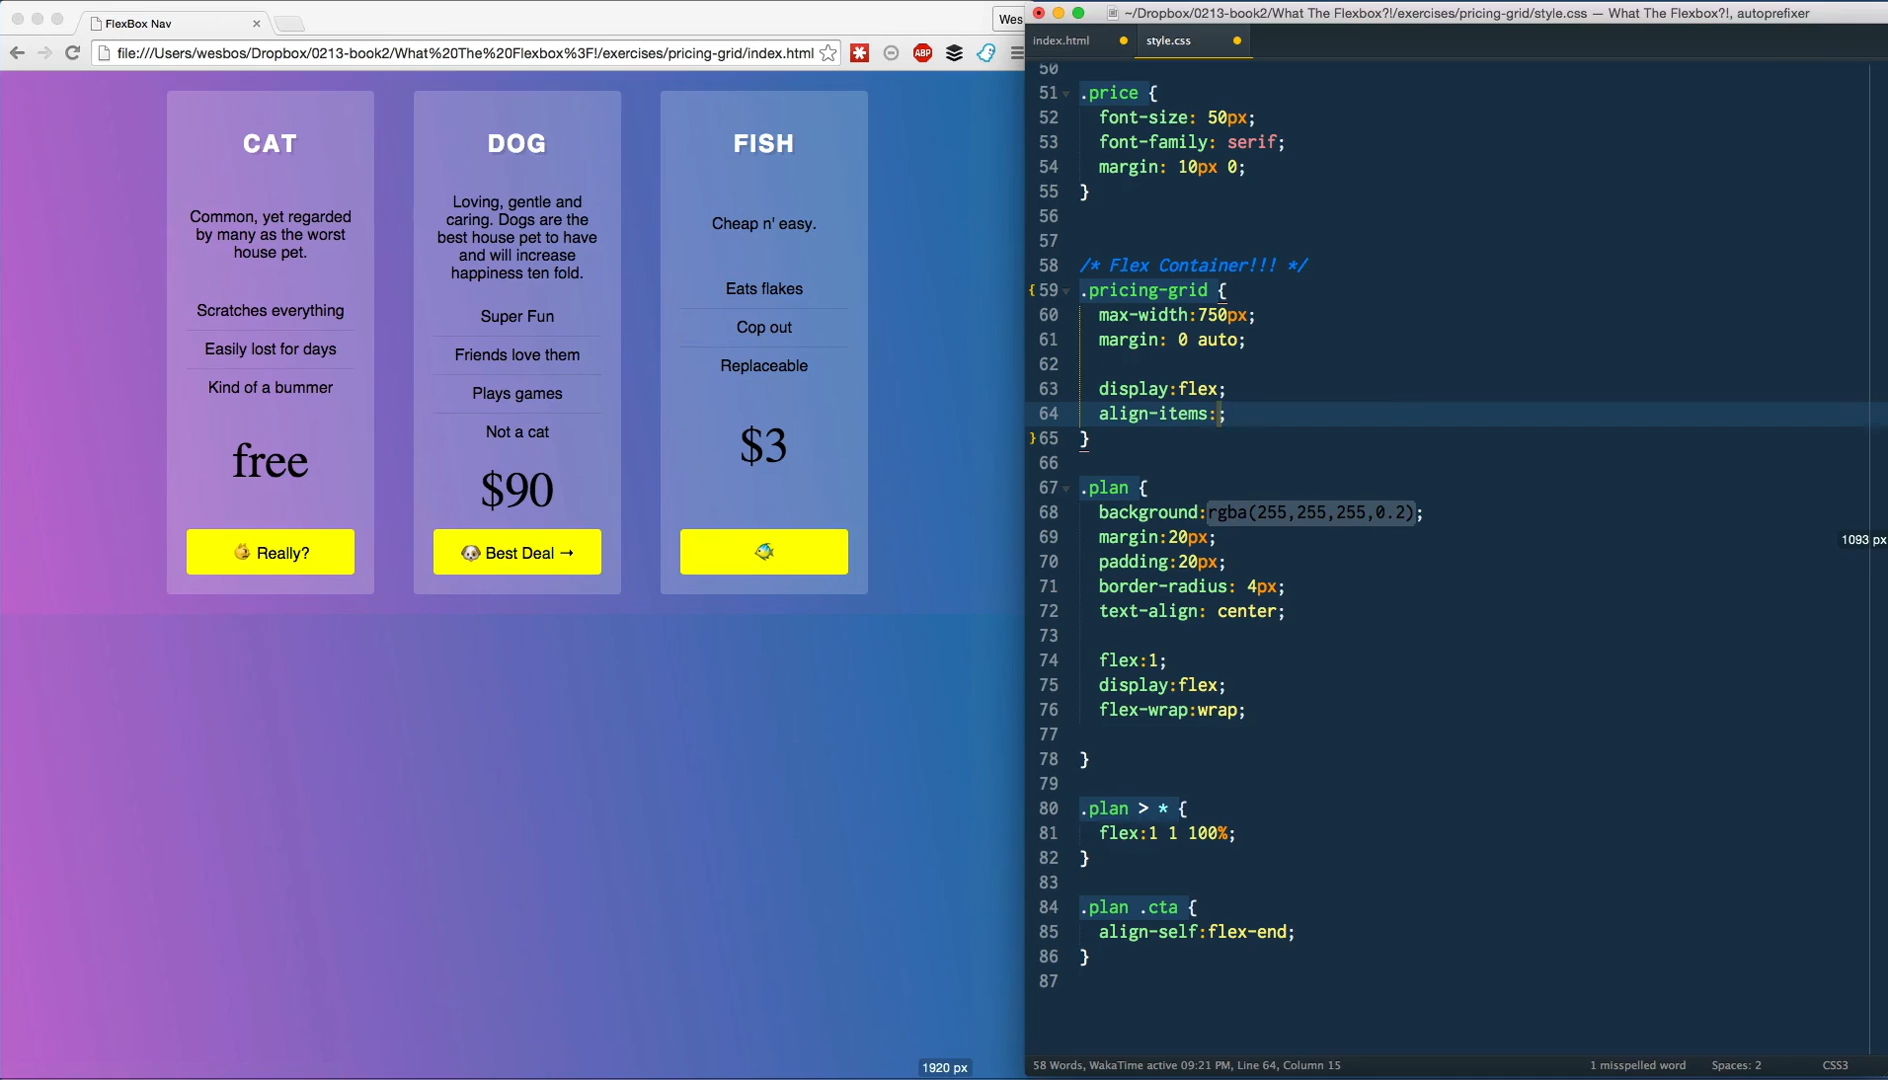 FlexBox Nav
Wes
file:///Users/wesbos/Dropbox/0213-book2/What%20The%20Flexbox%3F!/exercises/pricing-grid/index.html
ABP
CAT
Common, yet regarded
by many as the worst
house pet.
Scratches everything
Easily lost for days
Kind of a bummer
free
Really?
DOG
Loving, gentle and
caring. Dogs are the
best house pet to have
and will increase
happiness ten fold.
Super Fun
Friends love them
Plays games
Not a cat
$90
Best Deal →
FISH
Cheap n' easy.
Eats flakes
Cop out
Replaceable
$3
1920 px
~/Dropbox/0213-book2/What The Flexbox?!/exercises/pricing-grid/style.css — What The Flexbox?!, autoprefixer
index.html
style.css
50
51 .price {
52 font-size: 50px;
53 font-family: serif;
54 margin: 10px 0;
55 }
56
57
58 /* Flex Container!!! */
59 .pricing-grid {
60 max-width:750px;
61 margin: 0 auto;
62
63 display:flex;
64 align-items:;
65 }
66
67 .plan {
68 background:rgba(255,255,255,0.2);
69 margin:20px;
70 padding:20px;
71 border-radius: 4px;
72 text-align: center;
73
74 flex:1;
75 display:flex;
76 flex-wrap:wrap;
77
78 }
79
80 .plan > * {
81 flex:1 1 100%;
82 }
83
84 .plan .cta {
85 align-self:flex-end;
86 }
87
1093 px
58 Words, WakaTime active 09:21 PM, Line 64, Column 15
1 misspelled word
Spaces: 2
CSS3